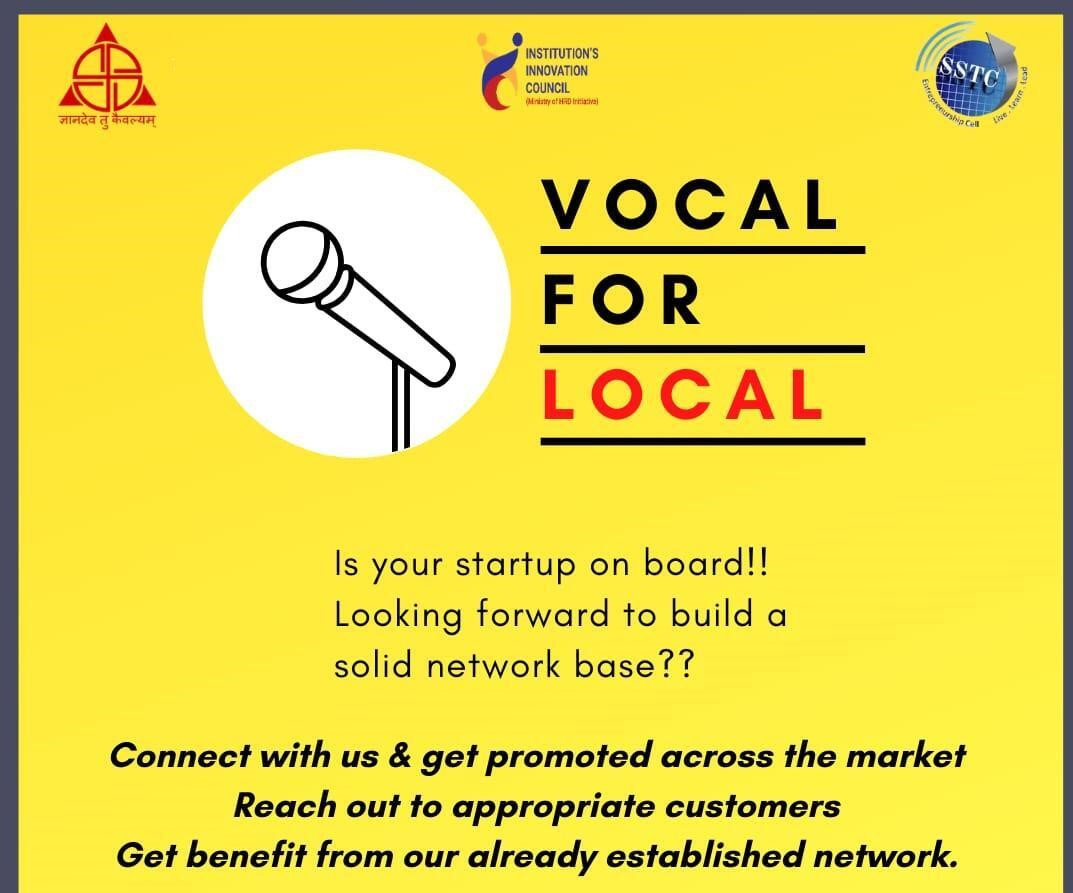 ज्ञानदेव तु कैवल्यम्
INSTITUTION'S
INNOVATION
COUNCIL
(Ministry of HRD Initiative)
SSTC
Entrepreneurship Cell
Live . Learn . Lead
VOCAL
FOR
LOCAL
Is your startup on board!!
Looking forward to build a
solid network base??
Connect with us & get promoted across the market
Reach out to appropriate customers
Get benefit from our already established network.